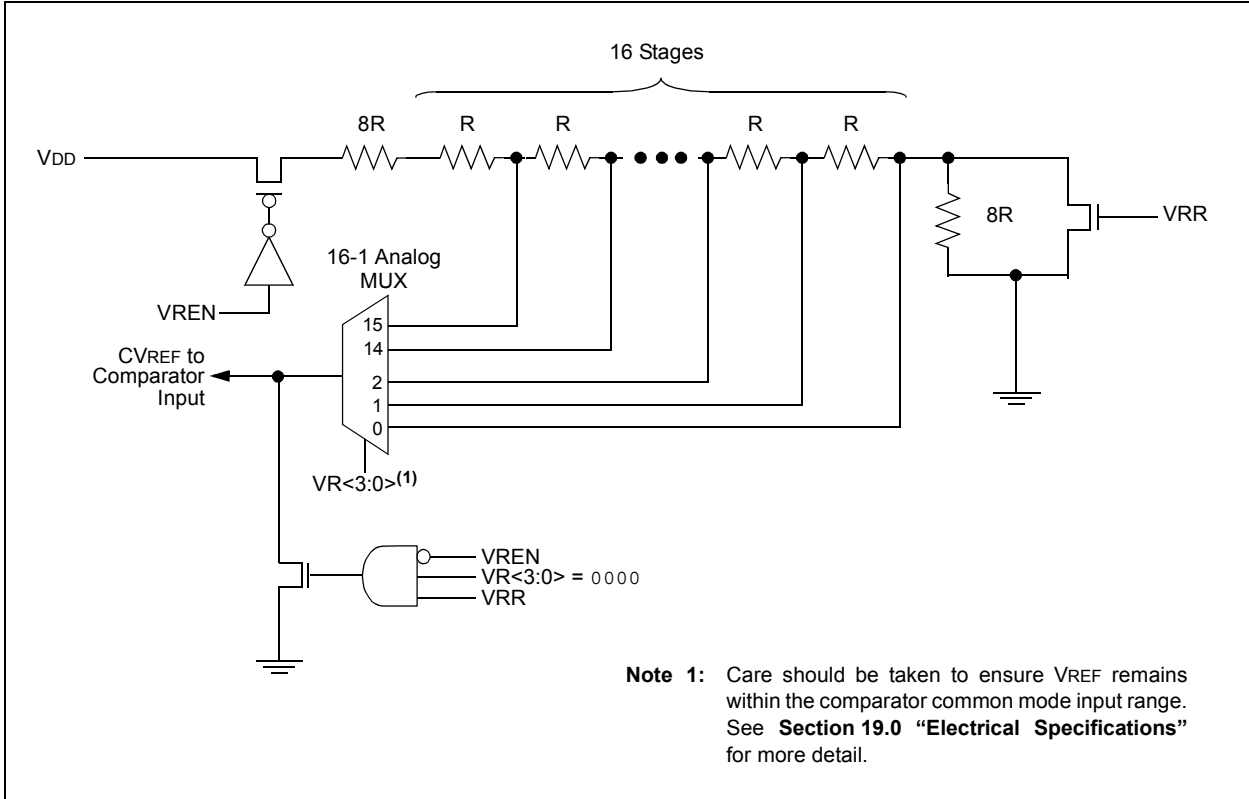 16 Stages
8R R R R R
VDD
8R
VRR
16-1 Analog
MUX
VREN
15
14
CVREF to
Comparator
Input
2
1
0
VR<3:0>(1)
VREN
VR<3:0> = 0000
VRR
Note 1: Care should be taken to ensure VREF remains
within the comparator common mode input range.
See Section 19.0 “Electrical Specifications”
for more detail.